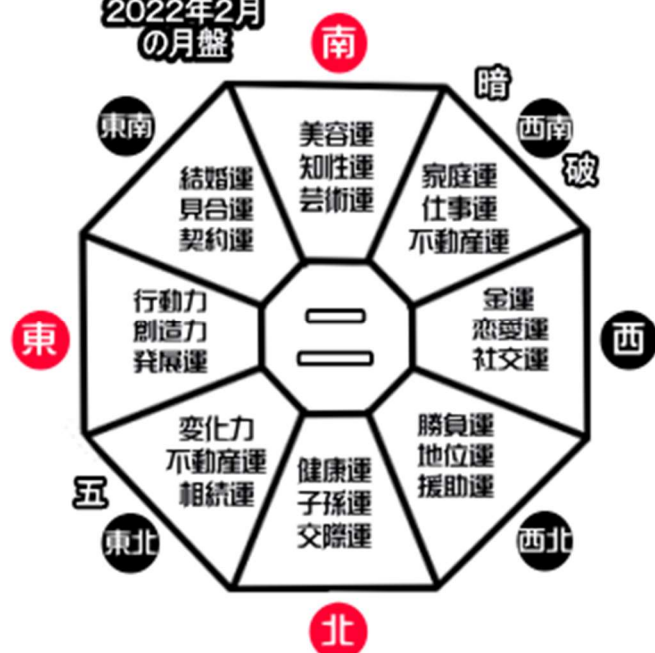 2022年2月
の月盤
南
暗
東南
西南
破
美容運
知性運
芸術運
結婚運
見合運
契約運
家庭運
仕事運
不動産運
東
行動力
創造力
発展運
二
金運
恋愛運
社交運
西
変化力
不動産運
相続運
健康運
子孫運
交際運
勝負運
地位運
援助運
五
東北
西北
北